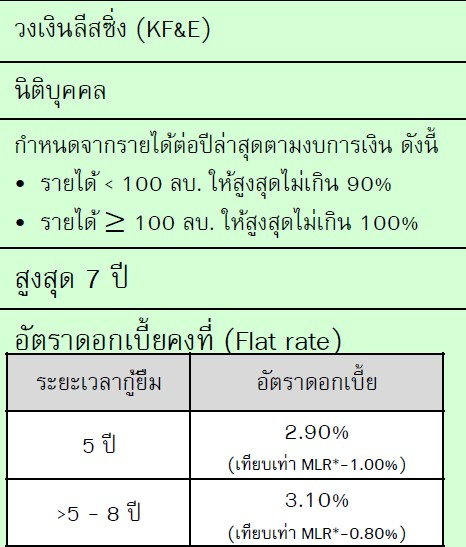 วงเงินลีสซิ่ง (KF&E)
นิติบุคคล
กำหนดจากรายได้ต่อปีล่าสุดตามงบการเงิน ดังนี้
• รายได้ < 100 ลบ. ให้สูงสุดไม่เกิน 90%
• รายได้ ≥ 100 ลบ. ให้สูงสุดไม่เกิน 100%
สูงสุด 7 ปี
อัตราดอกเบี้ยคงที่ (Flat rate)
ระยะเวลากู้ยืม อัตราดอกเบี้ย
5 ปี 2.90%
(เทียบเท่า MLR*-1.00%)
>5 - 8 ปี 3.10%
(เทียบเท่า MLR*-0.80%)